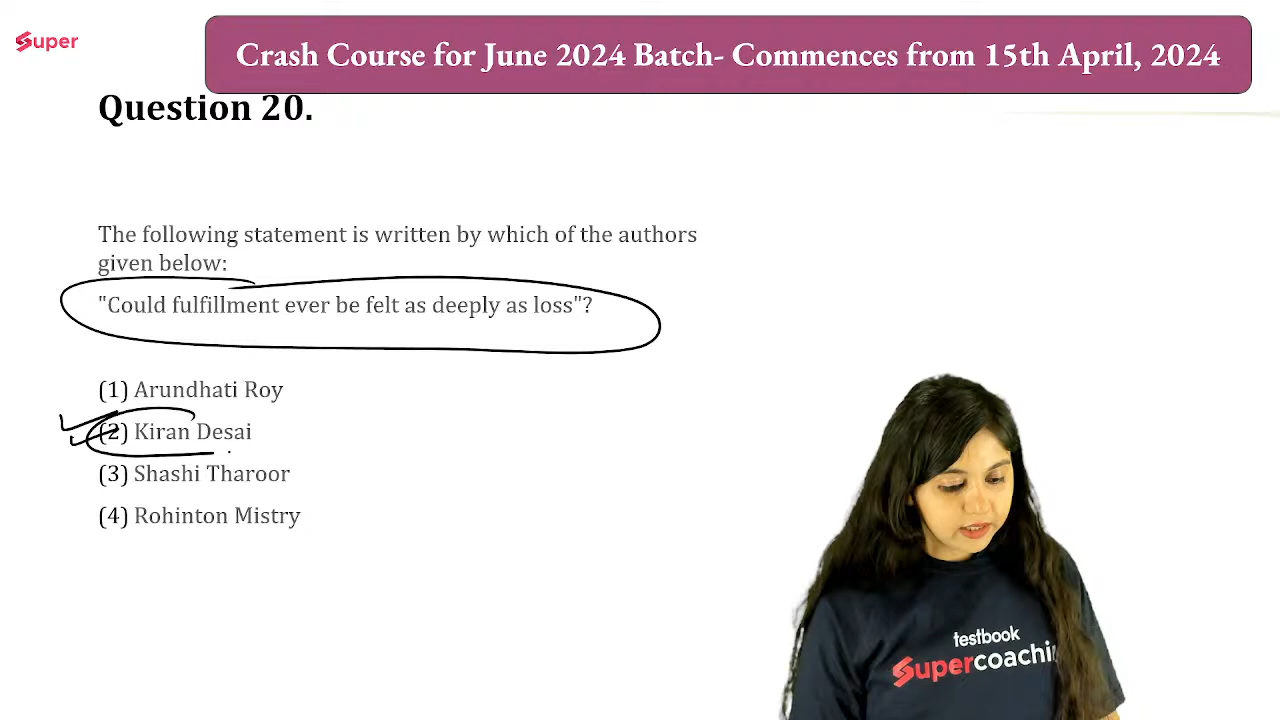 Super
Crash Course for June 2024 Batch- Commences from 15th April, 2024
Question 20.
The following statement is written by which of the authors
given below:
"Could fulfillment ever be felt as deeply as loss"?
(1) Arundhati Roy
(2) Kiran Desai
(3) Shashi Tharoor
(4) Rohinton Mistry
testbook
Supercoachin